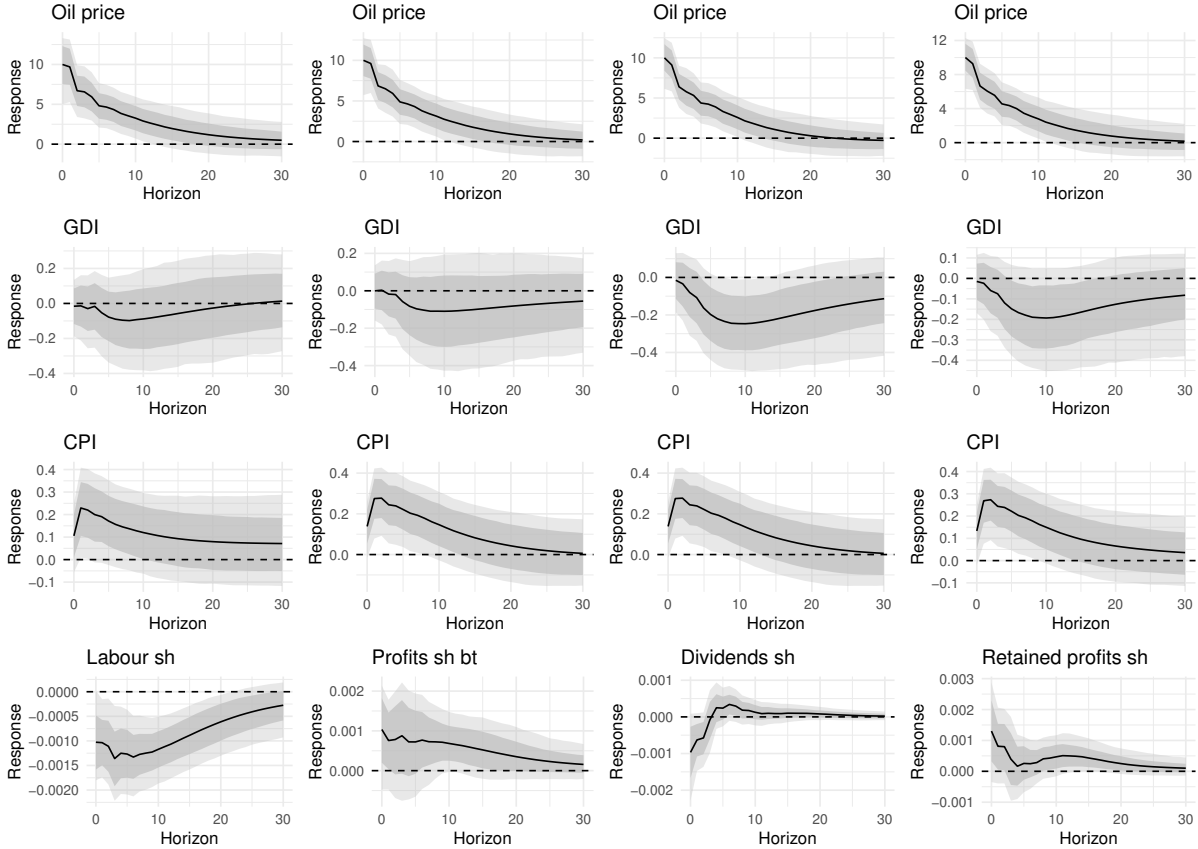 Oil price Oil price Oil price Oil price
Response 10 5 0 Response 10 5 0 Response 10 5 0 Response 12 8 4 0
0 10 20 30 0 10 20 30 0 10 20 30 0 10 20 30
Horizon Horizon Horizon Horizon
GDI GDI GDI GDI
Response 0.2 0.0 −0.2 −0.4 Response 0.2 0.0 −0.2 −0.4 Response 0.0 −0.2 −0.4 Response 0.1 0.0 −0.1 −0.2 −0.3 −0.4
0 10 20 30 0 10 20 30 0 10 20 30 0 10 20 30
Horizon Horizon Horizon Horizon
CPI CPI CPI CPI
Response 0.4 0.3 0.2 0.1 0.0 −0.1 Response 0.4 0.2 0.0 Response 0.4 0.2 0.0 Response 0.4 0.3 0.2 0.1 0.0 −0.1
0 10 20 30 0 10 20 30 0 10 20 30 0 10 20 30
Horizon Horizon Horizon Horizon
Labour sh Profits sh bt Dividends sh Retained profits sh
Response 0.0000 −0.0005 −0.0010 −0.0015 −0.0020 Response 0.002 0.001 0.000 Response 0.001 0.000 −0.001 −0.002 Response 0.003 0.002 0.001 0.000 −0.001
0 10 20 30 0 10 20 30 0 10 20 30 0 10 20 30
Horizon Horizon Horizon Horizon